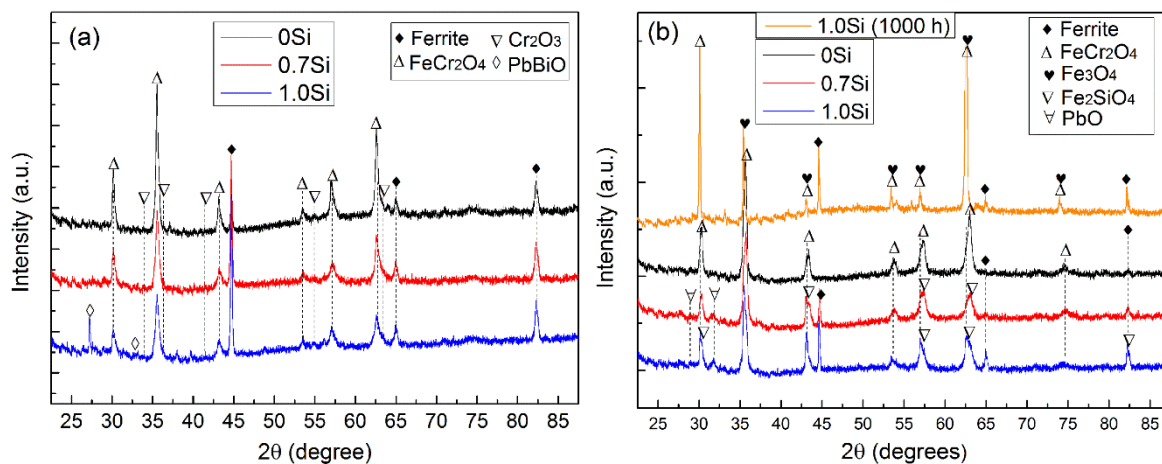 (a)
0Si
0.7Si
1.0Si
Ferrite
FeCr₂O₄
Cr₂O₃
PbBiO
Intensity (a.u.)
25 30 35 40 45 50 55 60 65 70 75 80 85
2θ (degree)
1.0Si (1000 h)
0Si
0.7Si
1.0Si
(b)
Ferrite
FeCr₂O₄
Fe₃O₄
Fe₂SiO₄
PbO
Intensity (a.u.)
25 30 35 40 45 50 55 60 65 70 75 80 85
2θ (degrees)